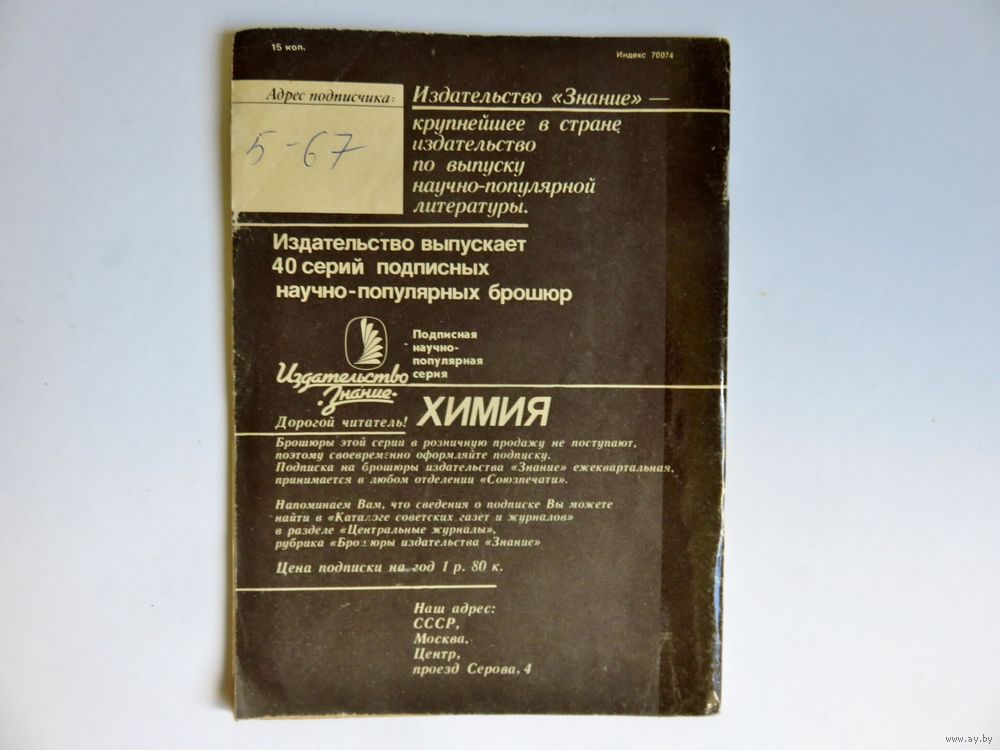 15 коп.
Индекс 70074
Адрес подписчика:
5-67
Издательство «Знание» —
крупнейшее в стране
издательство
по выпуску
научно-популярной
литературы.
Издательство выпускает
40 серий подписных
научно-популярных брошюр
Издательство
·Знание·
Подписная
научно-
популярная
серия
ХИМИЯ
Дорогой читатель!
Брошюры этой серии в розничную продажу не поступают,
поэтому своевременно оформляйте подписку.
Подписка на брошюры издательства «Знание» ежеквартальная,
принимается в любом отделении «Союзпечати».
Напоминаем Вам, что сведения о подписке Вы можете
найти в «Каталоге советских газет и журналов»
в разделе «Центральные журналы»,
рубрика «Брошюры издательства «Знание»
Цена подписки на год 1 р. 80 к.
Наш адрес:
СССР,
Москва,
Центр,
проезд Серова, 4
www.ay.by